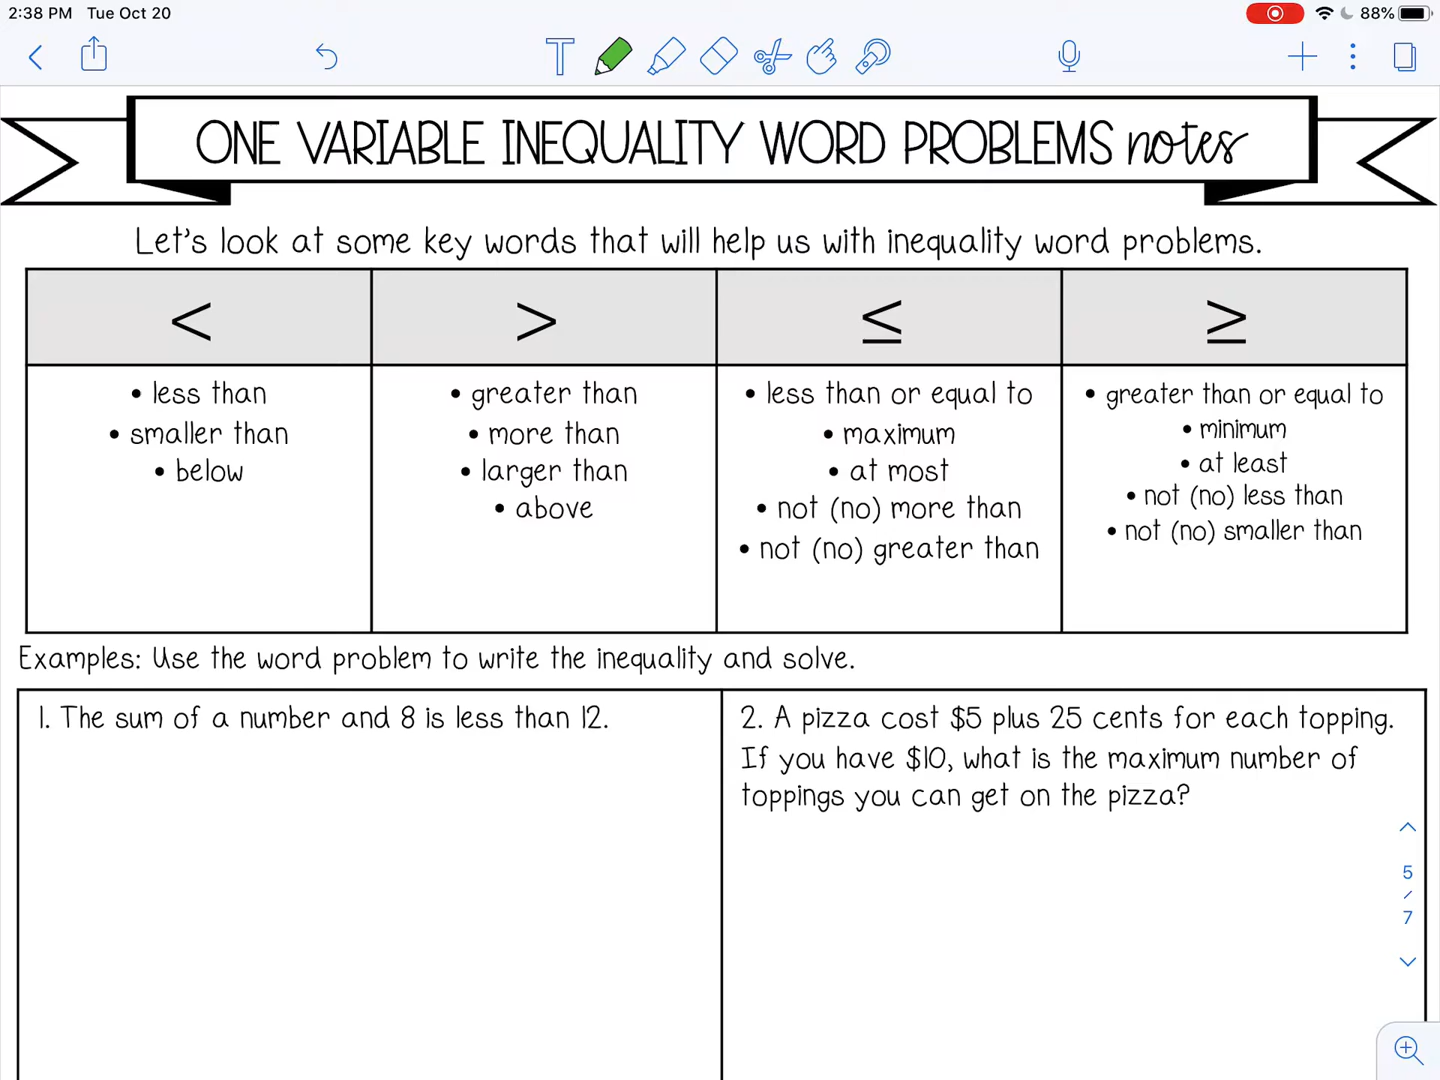 2:38 PM Tue Oct 20 88%
ONE VARIABLE INEQUALITY WORD PROBLEMS notes
Let's look at some key words that will help us with inequality word problems.
< > ≤ ≥
• less than
• smaller than
• below
• greater than
• more than
• larger than
• above
• less than or equal to
• maximum
• at most
• not (no) more than
• not (no) greater than
• greater than or equal to
• minimum
• at least
• not (no) less than
• not (no) smaller than
Examples: Use the word problem to write the inequality and solve.
1. The sum of a number and 8 is less than 12.
2. A pizza cost $5 plus 25 cents for each topping.
If you have $10, what is the maximum number of
toppings you can get on the pizza?
5
/
7